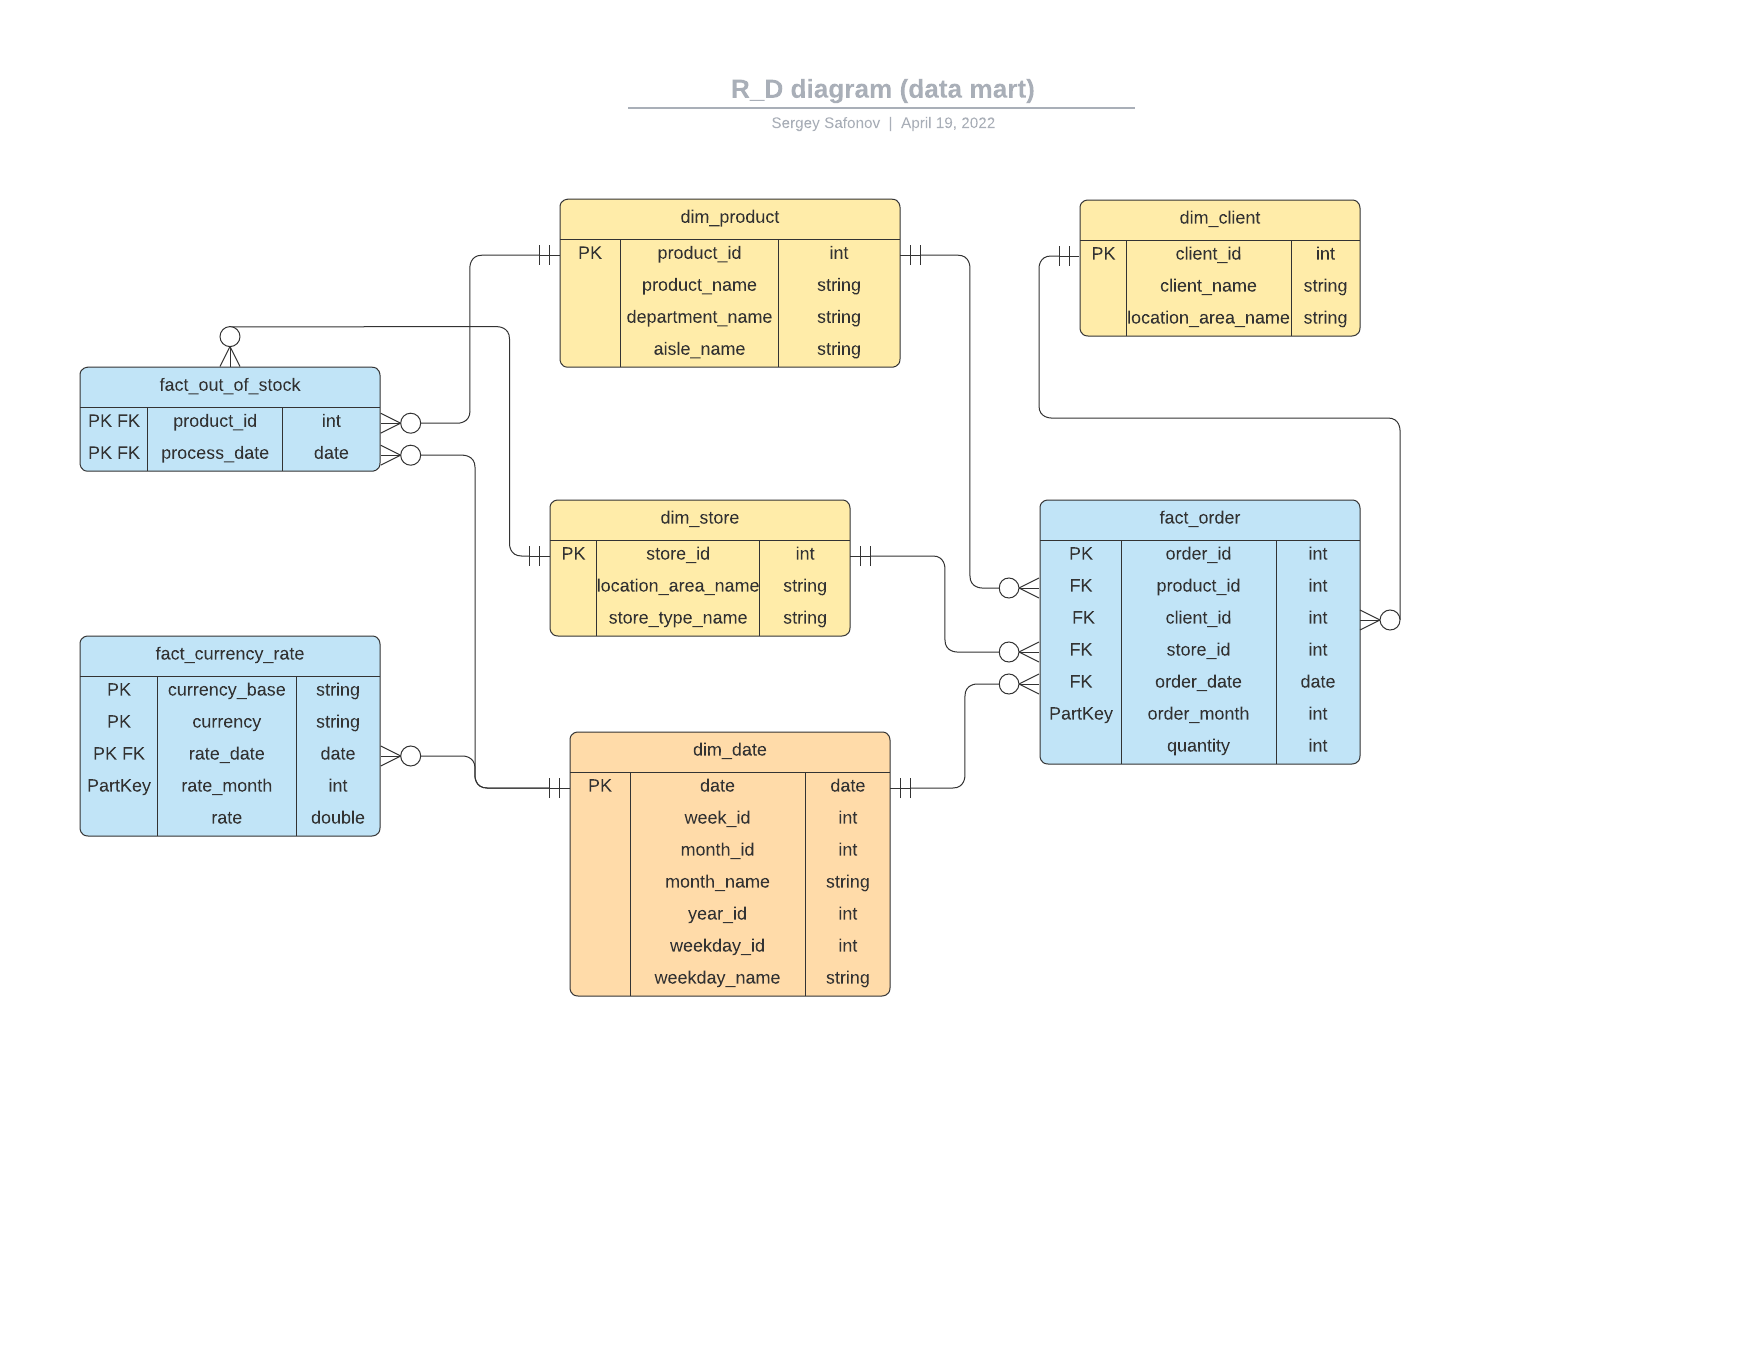 R_D diagram (data mart)
Sergey Safonov | April 19, 2022
dim_product
PK product_id int
product_name string
department_name string
aisle_name string
dim_client
PK client_id int
client_name string
location_area_name string
fact_out_of_stock
PK FK product_id int
PK FK process_date date
dim_store
PK store_id int
location_area_name string
store_type_name string
fact_order
PK order_id int
FK product_id int
FK client_id int
FK store_id int
FK order_date date
PartKey order_month int
quantity int
fact_currency_rate
PK currency_base string
PK currency string
PK FK rate_date date
PartKey rate_month int
rate double
dim_date
PK date date
week_id int
month_id int
month_name string
year_id int
weekday_id int
weekday_name string